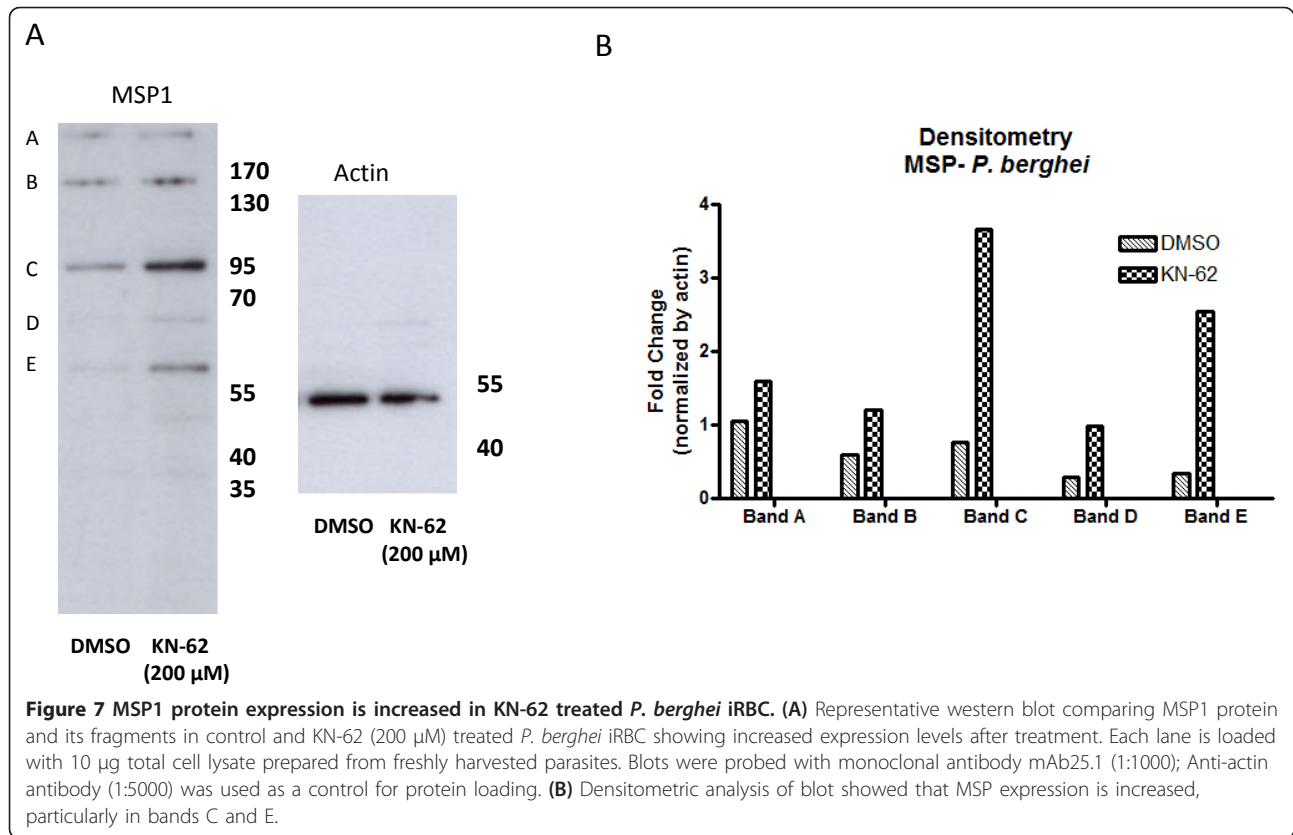 A
MSP1
A
B
C
D
E
170
130
95
70
55
40
35
DMSO KN-62
(200 µM)
Actin
55
40
DMSO KN-62
(200 µM)
B
Densitometry
MSP- P. berghei
Fold Change
(normalized by actin)
4
3
2
1
0
DMSO
KN-62
Band A Band B Band C Band D Band E
Figure 7 MSP1 protein expression is increased in KN-62 treated P. berghei iRBC. (A) Representative western blot comparing MSP1 protein
and its fragments in control and KN-62 (200 µM) treated P. berghei iRBC showing increased expression levels after treatment. Each lane is loaded
with 10 µg total cell lysate prepared from freshly harvested parasites. Blots were probed with monoclonal antibody mAb25.1 (1:1000); Anti-actin
antibody (1:5000) was used as a control for protein loading. (B) Densitometric analysis of blot showed that MSP expression is increased,
particularly in bands C and E.